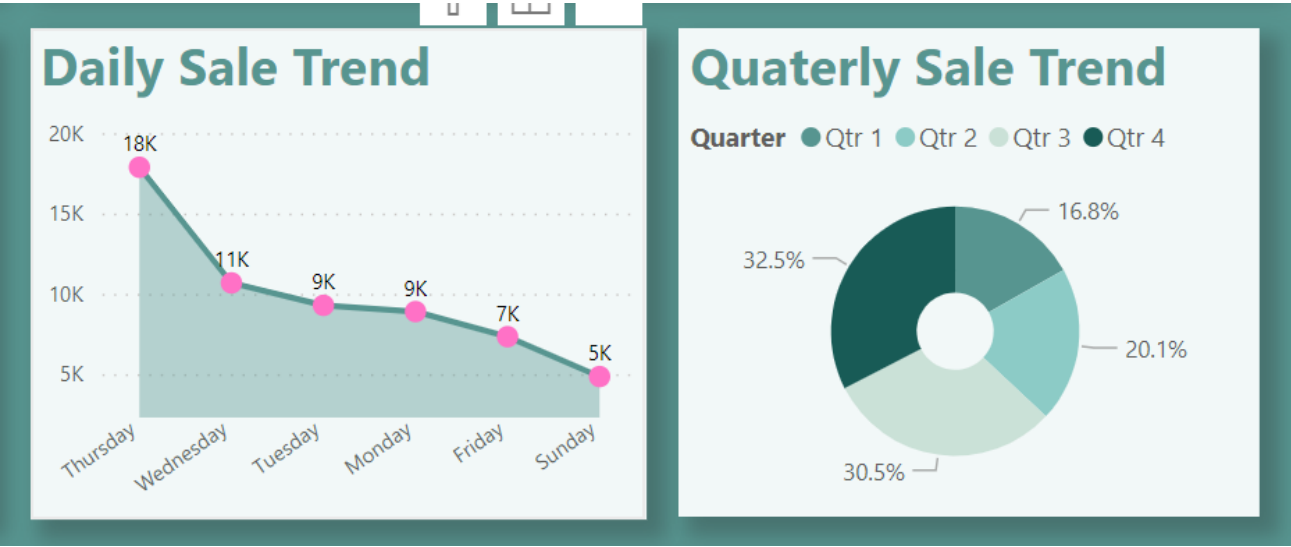 Daily Sale Trend
20K
15K
10K
5K
18K
11K
9K
9K
7K
5K
Thursday
Wednesday
Tuesday
Monday
Friday
Sunday
Quaterly Sale Trend
Quarter Qtr 1 Qtr 2 Qtr 3 Qtr 4
16.8%
20.1%
30.5%
32.5%